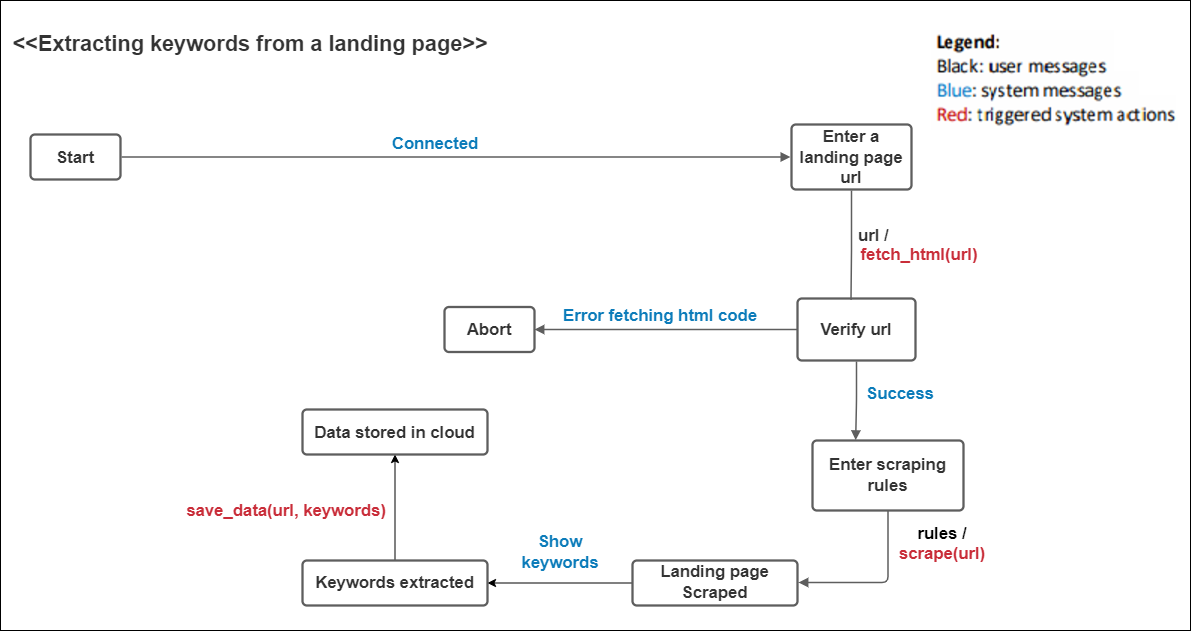 <<Extracting keywords from a landing page>>
Legend:
Black: user messages
Blue: system messages
Red: triggered system actions
Start
Connected
Enter a
landing page
url
url /
fetch_html(url)
Abort
Error fetching html code
Verify url
Success
Data stored in cloud
Enter scraping
rules
save_data(url, keywords)
rules /
scrape(url)
Show
keywords
Keywords extracted
Landing page
Scraped